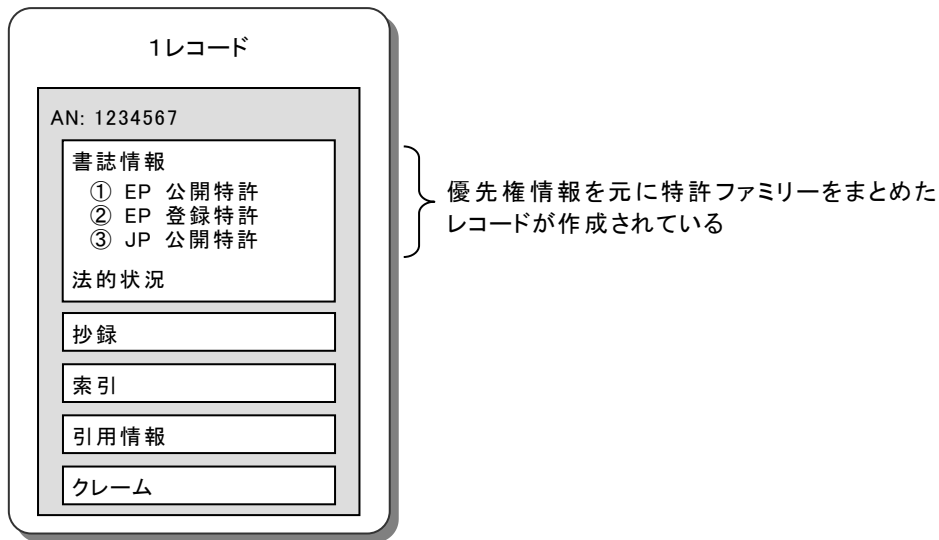 1レコード
AN: 1234567
書誌情報
① EP 公開特許
② EP 登録特許
③ JP 公開特許
法的状況
優先権情報を元に特許ファミリーをまとめた
レコードが作成されている
抄録
索引
引用情報
クレーム